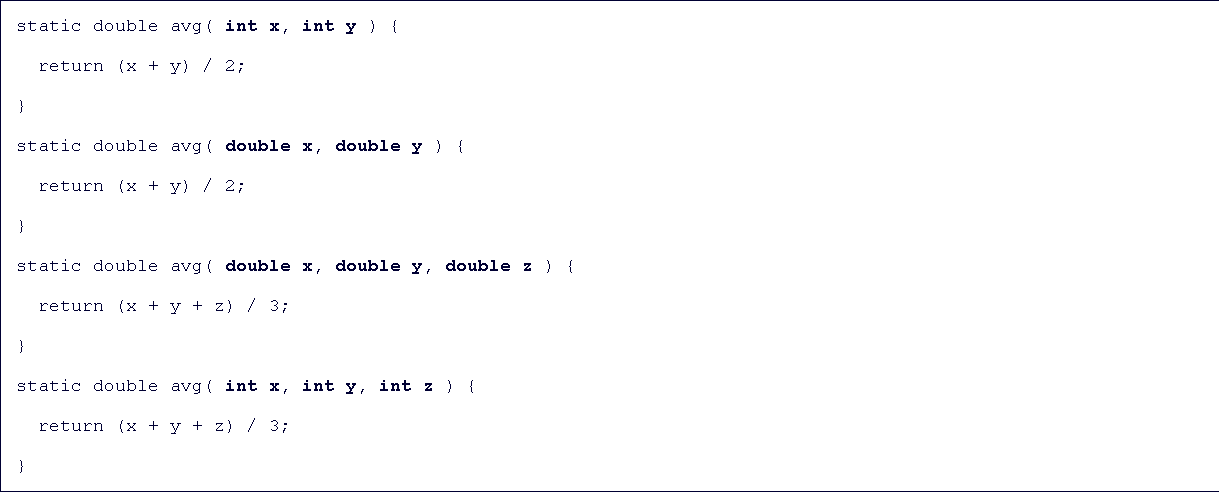 static double avg( int x, int y ) {
  return (x + y) / 2;
}
static double avg( double x, double y ) {
  return (x + y) / 2;
}
static double avg( double x, double y, double z ) {
  return (x + y + z) / 3;
}
static double avg( int x, int y, int z ) {
  return (x + y + z) / 3;
}